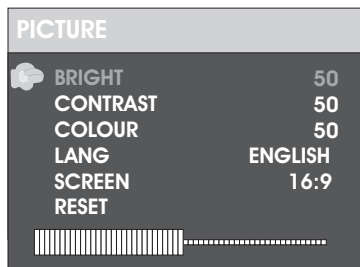 PICTURE
BRIGHT 50
CONTRAST 50
COLOUR 50
LANG ENGLISH
SCREEN 16:9
RESET